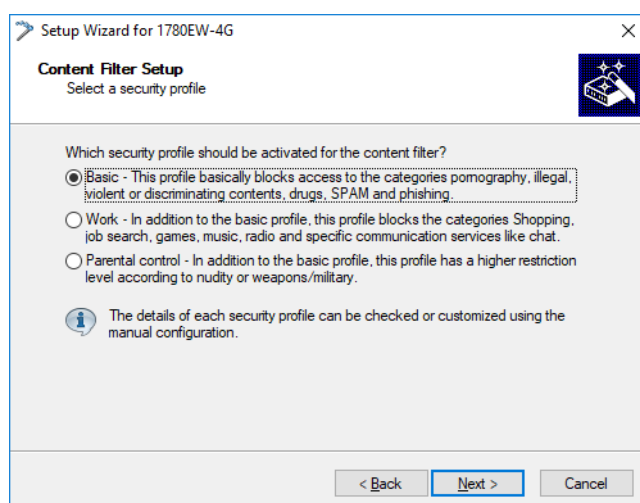 Setup Wizard for 1780EW-4G
Content Filter Setup
Select a security profile
Which security profile should be activated for the content filter?
Basic - This profile basically blocks access to the categories pornography, illegal,
violent or discriminating contents, drugs, SPAM and phishing.
Work - In addition to the basic profile, this profile blocks the categories Shopping,
job search, games, music, radio and specific communication services like chat.
Parental control - In addition to the basic profile, this profile has a higher restriction
level according to nudity or weapons/military.
The details of each security profile can be checked or customized using the
manual configuration.
< Back
Next >
Cancel